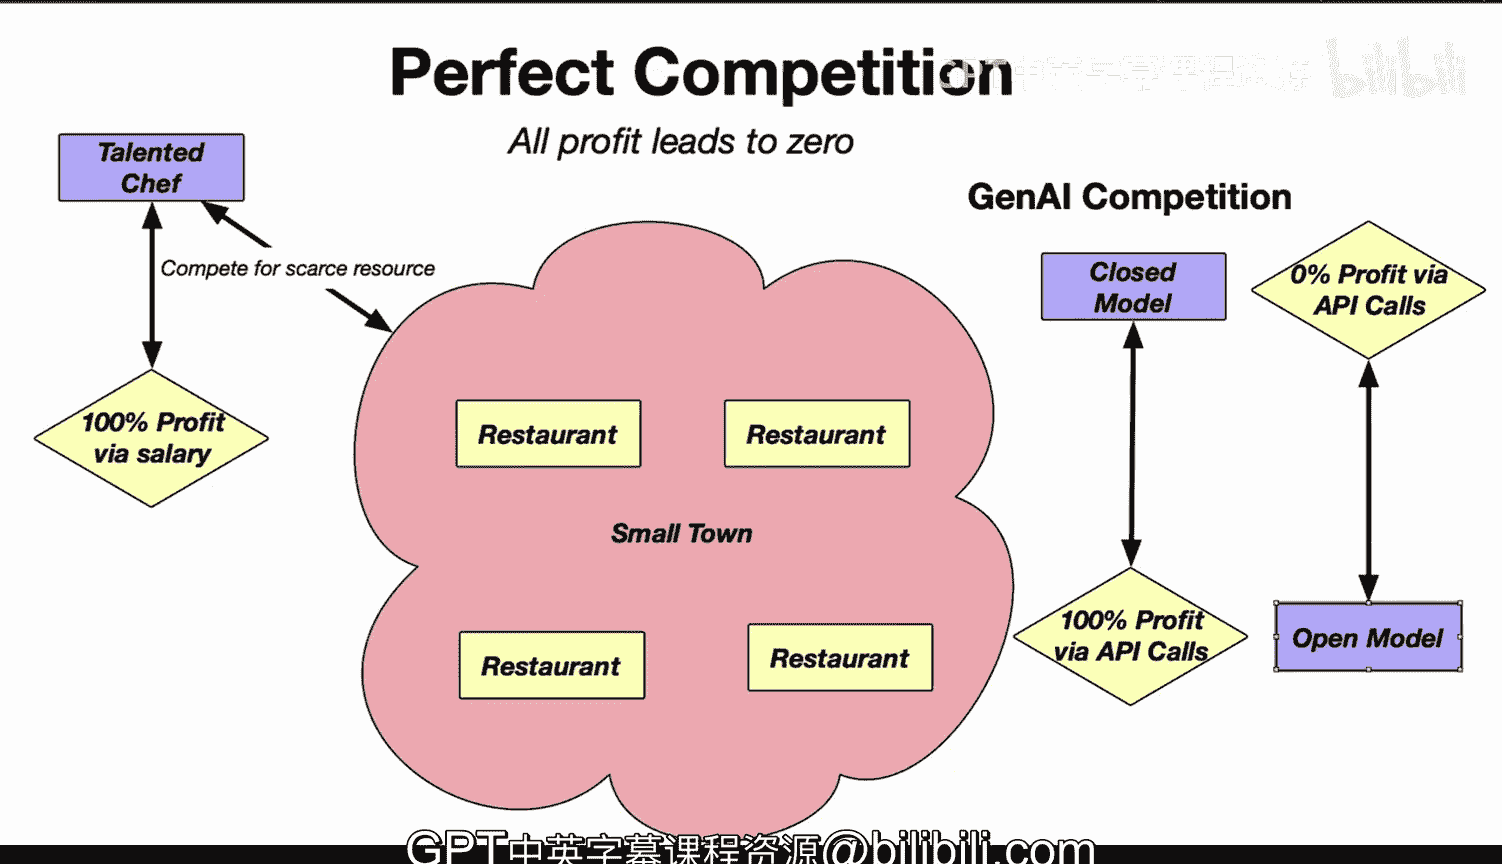 Perfect Competition
bilibili
All profit leads to zero
Talented
Chef
Compete for scarce resource
100% Profit
via salary
Restaurant
Restaurant
Small Town
Restaurant
Restaurant
GenAI Competition
Closed
Model
0% Profit via
API Calls
100% Profit
via API Calls
Open Model
GPT中英字幕课程资源@bilibili.com